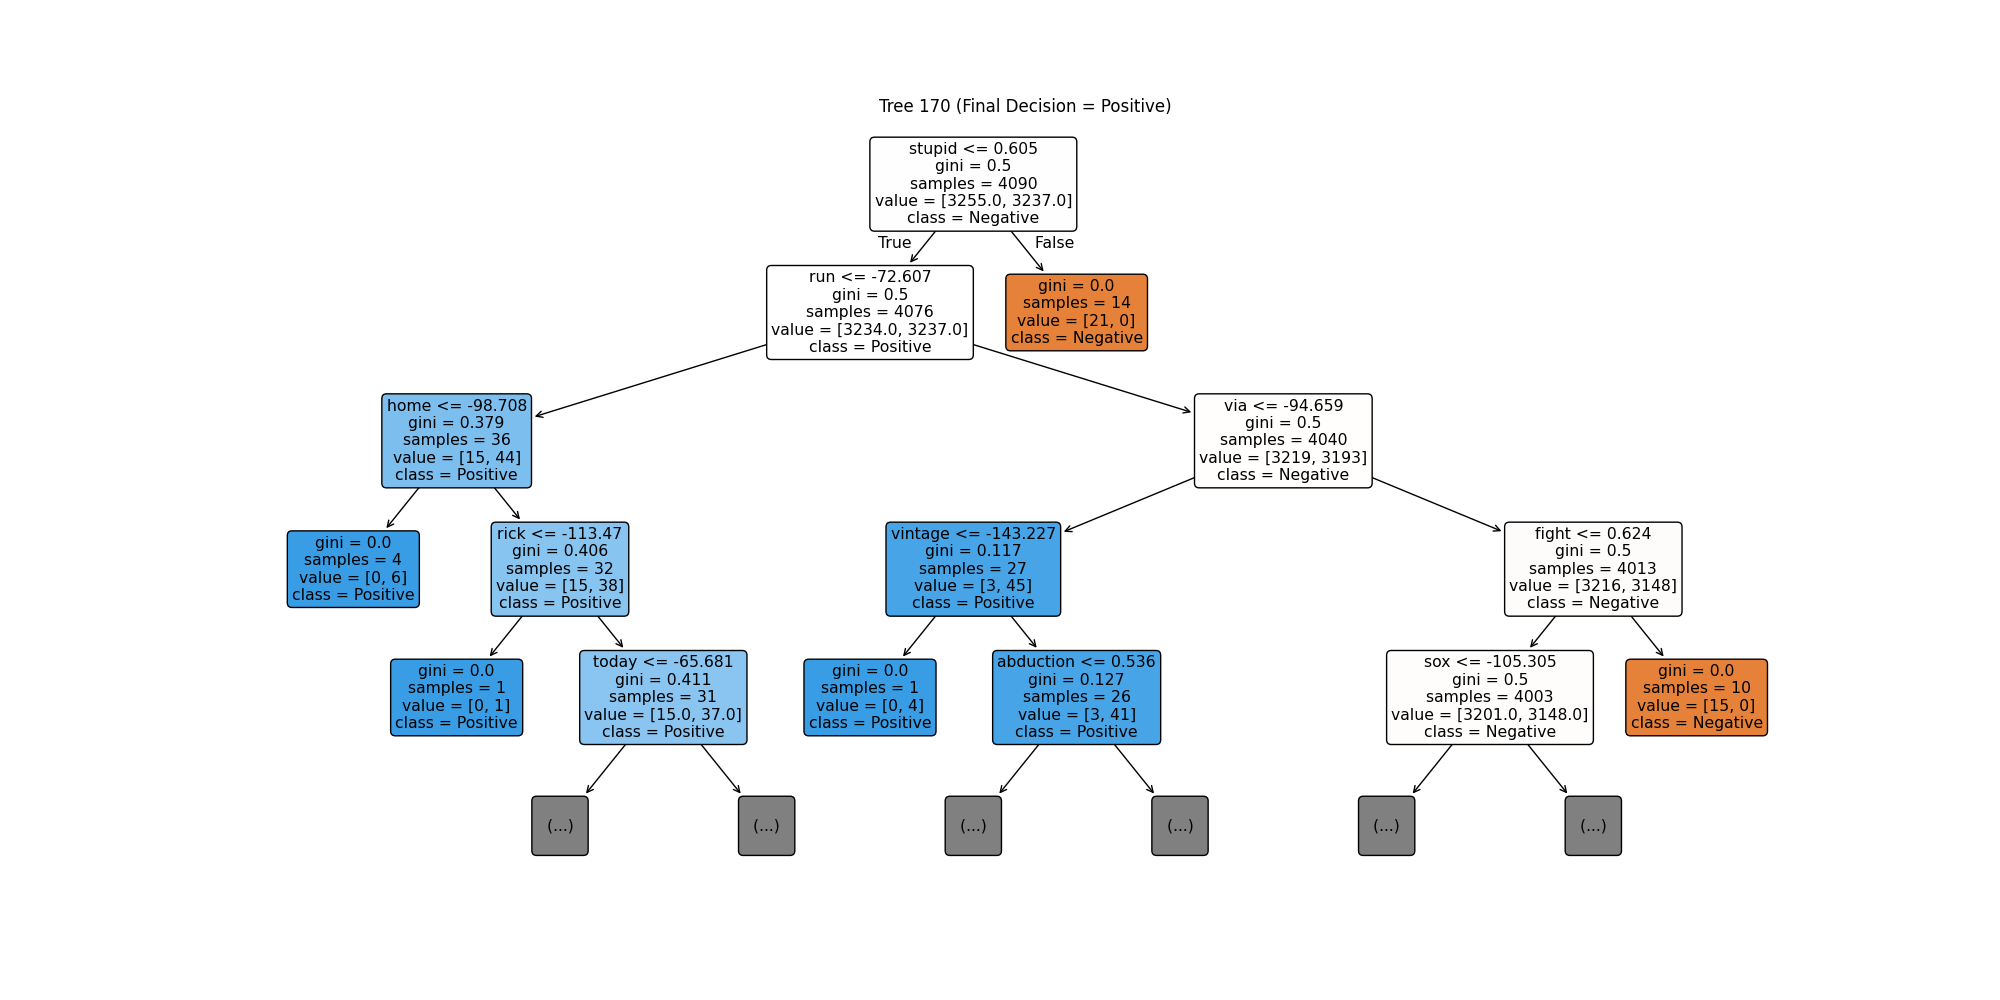 Tree 170 (Final Decision = Positive)
stupid <= 0.605
gini = 0.5
samples = 4090
value = [3255.0, 3237.0]
class = Negative
True
False
run <= -72.607
gini = 0.5
samples = 4076
value = [3234.0, 3237.0]
class = Positive
gini = 0.0
samples = 14
value = [21, 0]
class = Negative
home <= -98.708
gini = 0.379
samples = 36
value = [15, 44]
class = Positive
via <= -94.659
gini = 0.5
samples = 4040
value = [3219, 3193]
class = Negative
gini = 0.0
samples = 4
value = [0, 6]
class = Positive
rick <= -113.47
gini = 0.406
samples = 32
value = [15, 38]
class = Positive
vintage <= -143.227
gini = 0.117
samples = 27
value = [3, 45]
class = Positive
fight <= 0.624
gini = 0.5
samples = 4013
value = [3216, 3148]
class = Negative
gini = 0.0
samples = 1
value = [0, 1]
class = Positive
today <= -65.681
gini = 0.411
samples = 31
value = [15.0, 37.0]
class = Positive
gini = 0.0
samples = 1
value = [0, 4]
class = Positive
abduction <= 0.536
gini = 0.127
samples = 26
value = [3, 41]
class = Positive
sox <= -105.305
gini = 0.5
samples = 4003
value = [3201.0, 3148.0]
class = Negative
gini = 0.0
samples = 10
value = [15, 0]
class = Negative
(...)
(...)
(...)
(...)
(...)
(...)